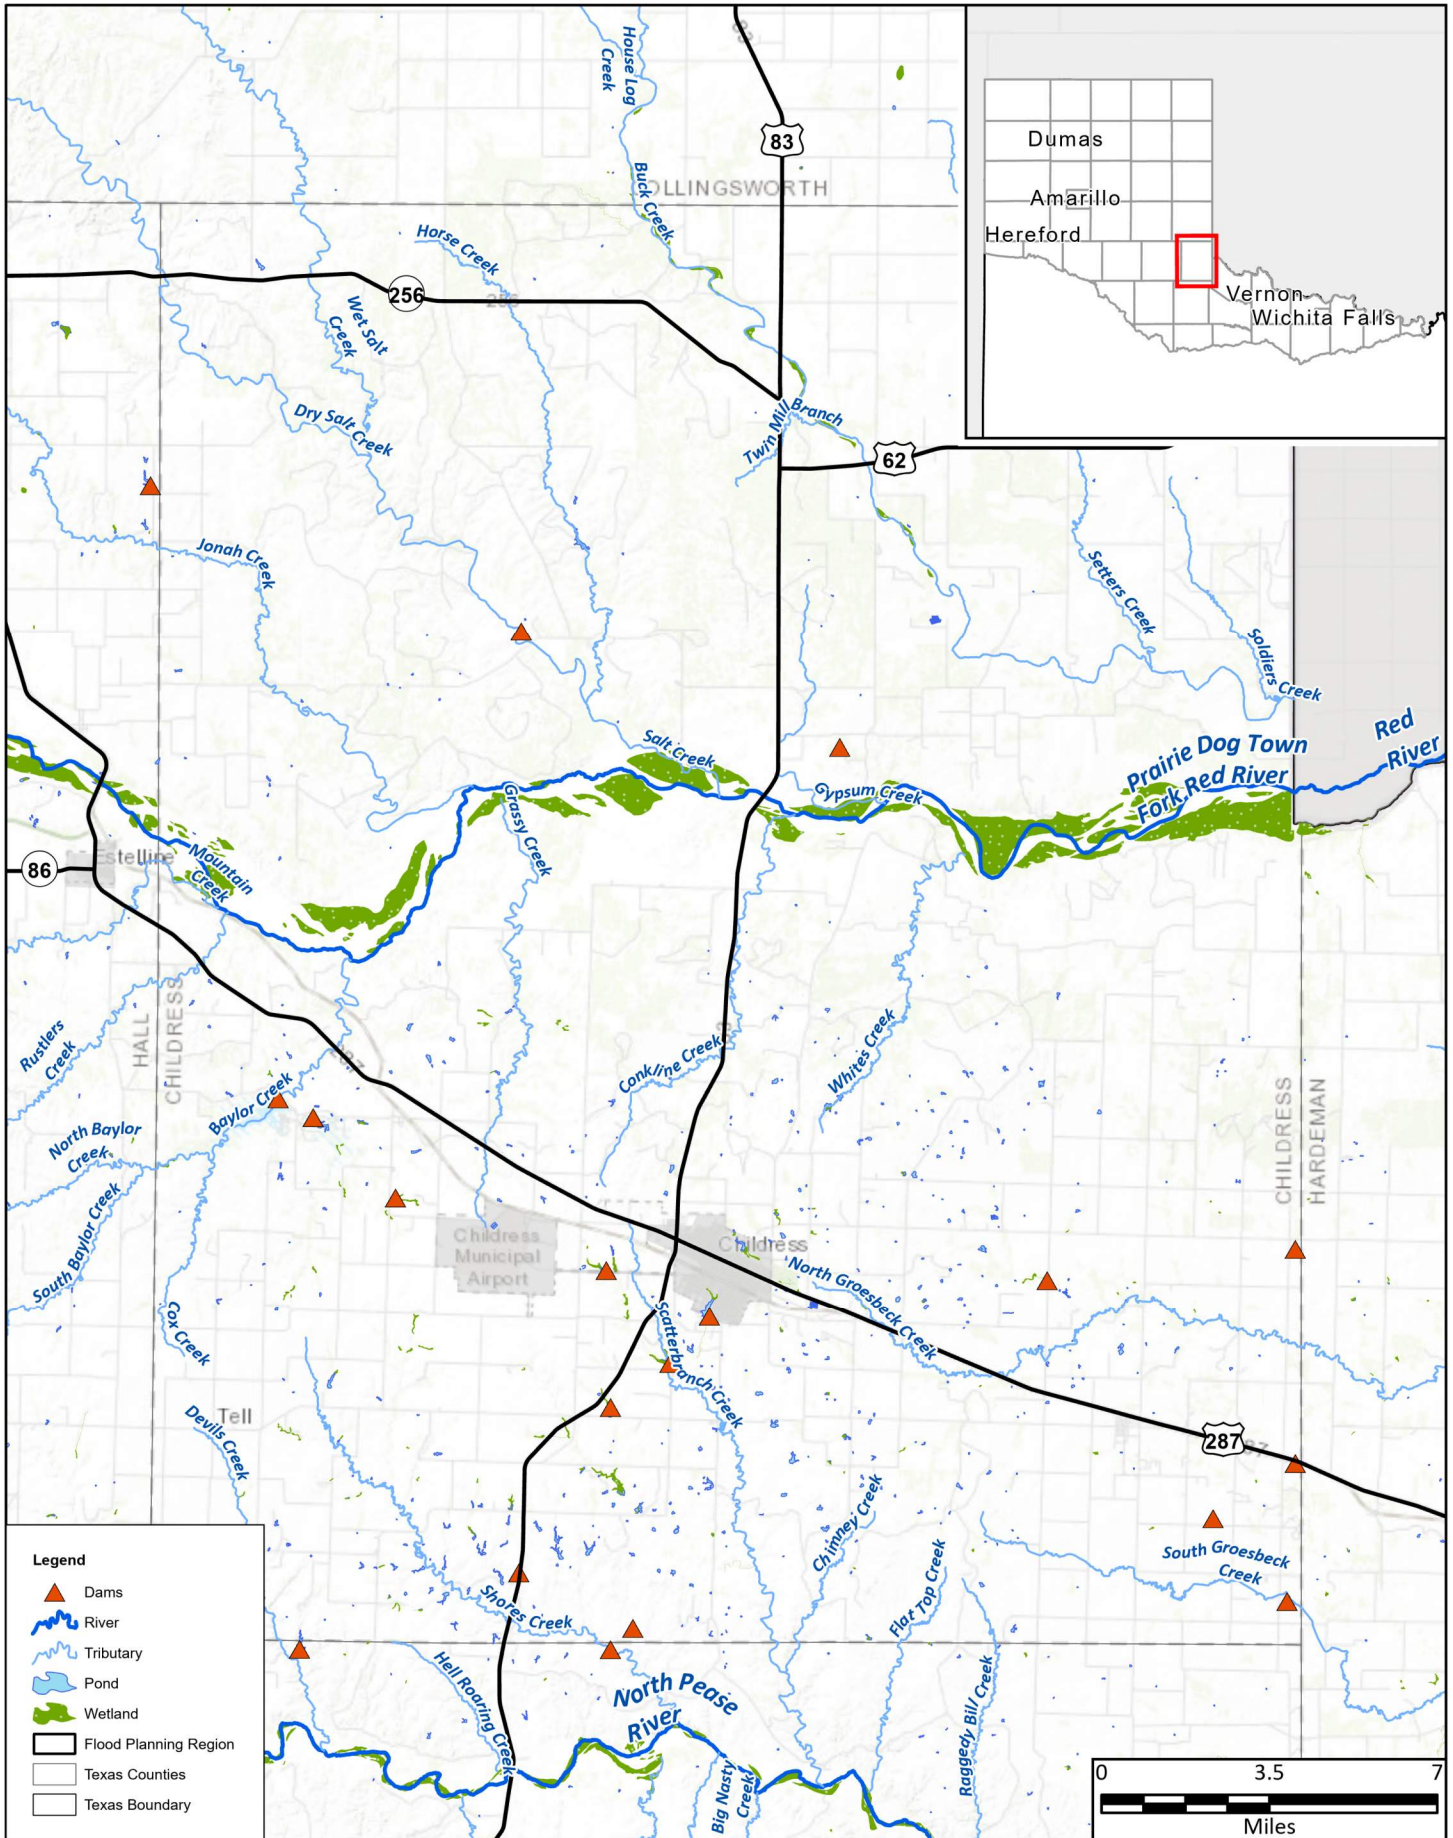 House Log
Creek
83
OLLINGSWORTH
Buck Creek
Horse Creek
256
Wet Salt
Creek
Dry Salt Creek
Twin Mill Branch
62
Jonah Creek
Setters Creek
Soldiers Creek
Salt Creek
Gypsum Creek
Prairie Dog Town
Fork Red River
Red
River
Grassy Creek
Estelline
86
Mountain
Creek
HALL
CHILDRESS
Rustlers
Creek
287
Conkline Creek
Whites Creek
Baylor Creek
North Baylor
Creek
South Baylor Creek
CHILDRESS
HARDEMAN
Childress
Municipal
Airport
Childress
North Groesbeck Creek
Cox Creek
Scatterbranch Creek
Tell
Devils Creek
287
Chimney Creek
Flat Top Creek
South Groesbeck
Creek
Shores Creek
Hell Roaring Creek
North Pease
River
Big Nasty
Creek
Raggedy Bill Creek
Dumas
Amarillo
Hereford
Vernon
Wichita Falls
Legend
Dams
River
Tributary
Pond
Wetland
Flood Planning Region
Texas Counties
Texas Boundary
0 3.5 7
Miles